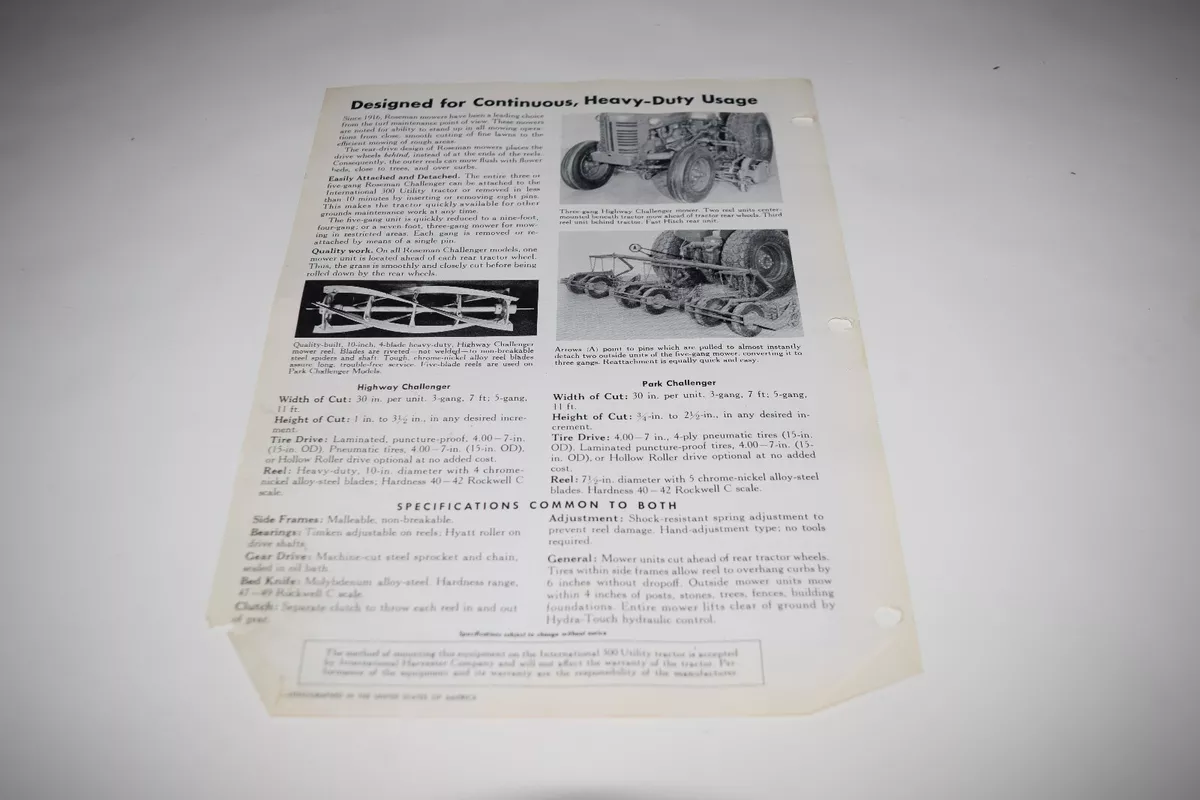 Designed for Continuous, Heavy-Duty Usage
Since 1916, Roseman mowers have been a leading choice
from the turf maintenance point of view. These mowers
are noted for ability to stand up in all mowing opera-
tions from close, smooth cutting of fine lawns to the
efficient mowing of rough areas.
The rear-drive design of Roseman mowers places the
drive wheels behind, instead of at the ends of the reels.
Consequently, the outer reels can mow flush with flower
beds, close to trees, and over curbs.
Easily Attached and Detached. The entire three or
five-gang Roseman Challenger can be attached to the
International 300 Utility tractor or removed in less
than 10 minutes by inserting or removing eight pins.
This makes the tractor quickly available for other
grounds maintenance work at any time.
The five-gang unit is quickly reduced to a nine-foot,
four-gang; or a seven foot, three-gang mower for mow-
ing in restricted areas. Each gang is removed or re-
attached by means of a single pin.
Quality work. On all Roseman Challenger models, one
mower unit is located ahead of each rear tractor wheel.
Thus, the grass is smoothly and closely cut before being
rolled down by the rear wheels.
Quality-built, 10-inch, 4-blade heavy-duty, Highway Challenger
mower reel. Blades are riveted—not welded—to non-breakable
steel spiders and shaft. Tough, chrome-nickel alloy reel blades
assure long, trouble-free service. Five-blade reels are used on
Park Challenger Models.
Three-gang Highway Challenger mower. Two reel units center-
mounted beneath tractor mow ahead of tractor rear wheels. Third
reel unit behind tractor. Fast Hitch rear unit.
A
Arrows (A) point to pins which are pulled to almost instantly
detach two outside units of the five-gang mower, converting it to
three gangs. Reattachment is equally quick and easy.
Highway Challenger
Width of Cut: 30 in. per unit. 3-gang, 7 ft; 5-gang,
11 ft.
Height of Cut: 1 in. to 3½ in., in any desired incre-
ment.
Tire Drive: Laminated, puncture-proof, 4.00—7-in.
(15-in. OD), Pneumatic tires, 4.00—7-in. (15-in. OD),
or Hollow Roller drive optional at no added cost.
Reel: Heavy-duty, 10-in. diameter with 4 chrome-
nickel alloy-steel blades; Hardness 40—42 Rockwell C
scale.
Park Challenger
Width of Cut: 30 in. per unit. 3-gang, 7 ft; 5-gang,
11 ft.
Height of Cut: ¾-in. to 2½-in., in any desired in-
crement.
Tire Drive: 4.00—7 in., 4-ply pneumatic tires (15-in.
OD). Laminated puncture-proof tires, 4.00—7-in. (15-
in. OD), or Hollow Roller drive optional at no added
cost.
Reel: 7½-in. diameter with 5 chrome-nickel alloy-steel
blades. Hardness 40—42 Rockwell C scale.
SPECIFICATIONS COMMON TO BOTH
Side Frames: Malleable, non-breakable.
Bearings: Timken adjustable on reels; Hyatt roller on
drive shafts.
Gear Drive: Machine-cut steel sprocket and chain,
sealed in oil bath.
Bed Knife: Molybdenum alloy-steel. Hardness range,
47—49 Rockwell C scale.
Clutch: Separate clutch to throw each reel in and out
of gear.
Adjustment: Shock-resistant spring adjustment to
prevent reel damage. Hand-adjustment type; no tools
required.
General: Mower units cut ahead of rear tractor wheels.
Tires within side frames allow reel to overhang curbs by
6 inches without dropoff. Outside mower units mow
within 4 inches of posts, stones, trees, fences, building
foundations. Entire mower lifts clear of ground by
Hydra-Touch hydraulic control.
Specifications subject to change without notice
The method of mounting this equipment on the International 300 Utility tractor is accepted
by International Harvester Company and will not affect the warranty of the tractor. Per-
formance of the equipment and its warranty are the responsibility of the manufacturer.
LITHOGRAPHED IN THE UNITED STATES OF AMERICA